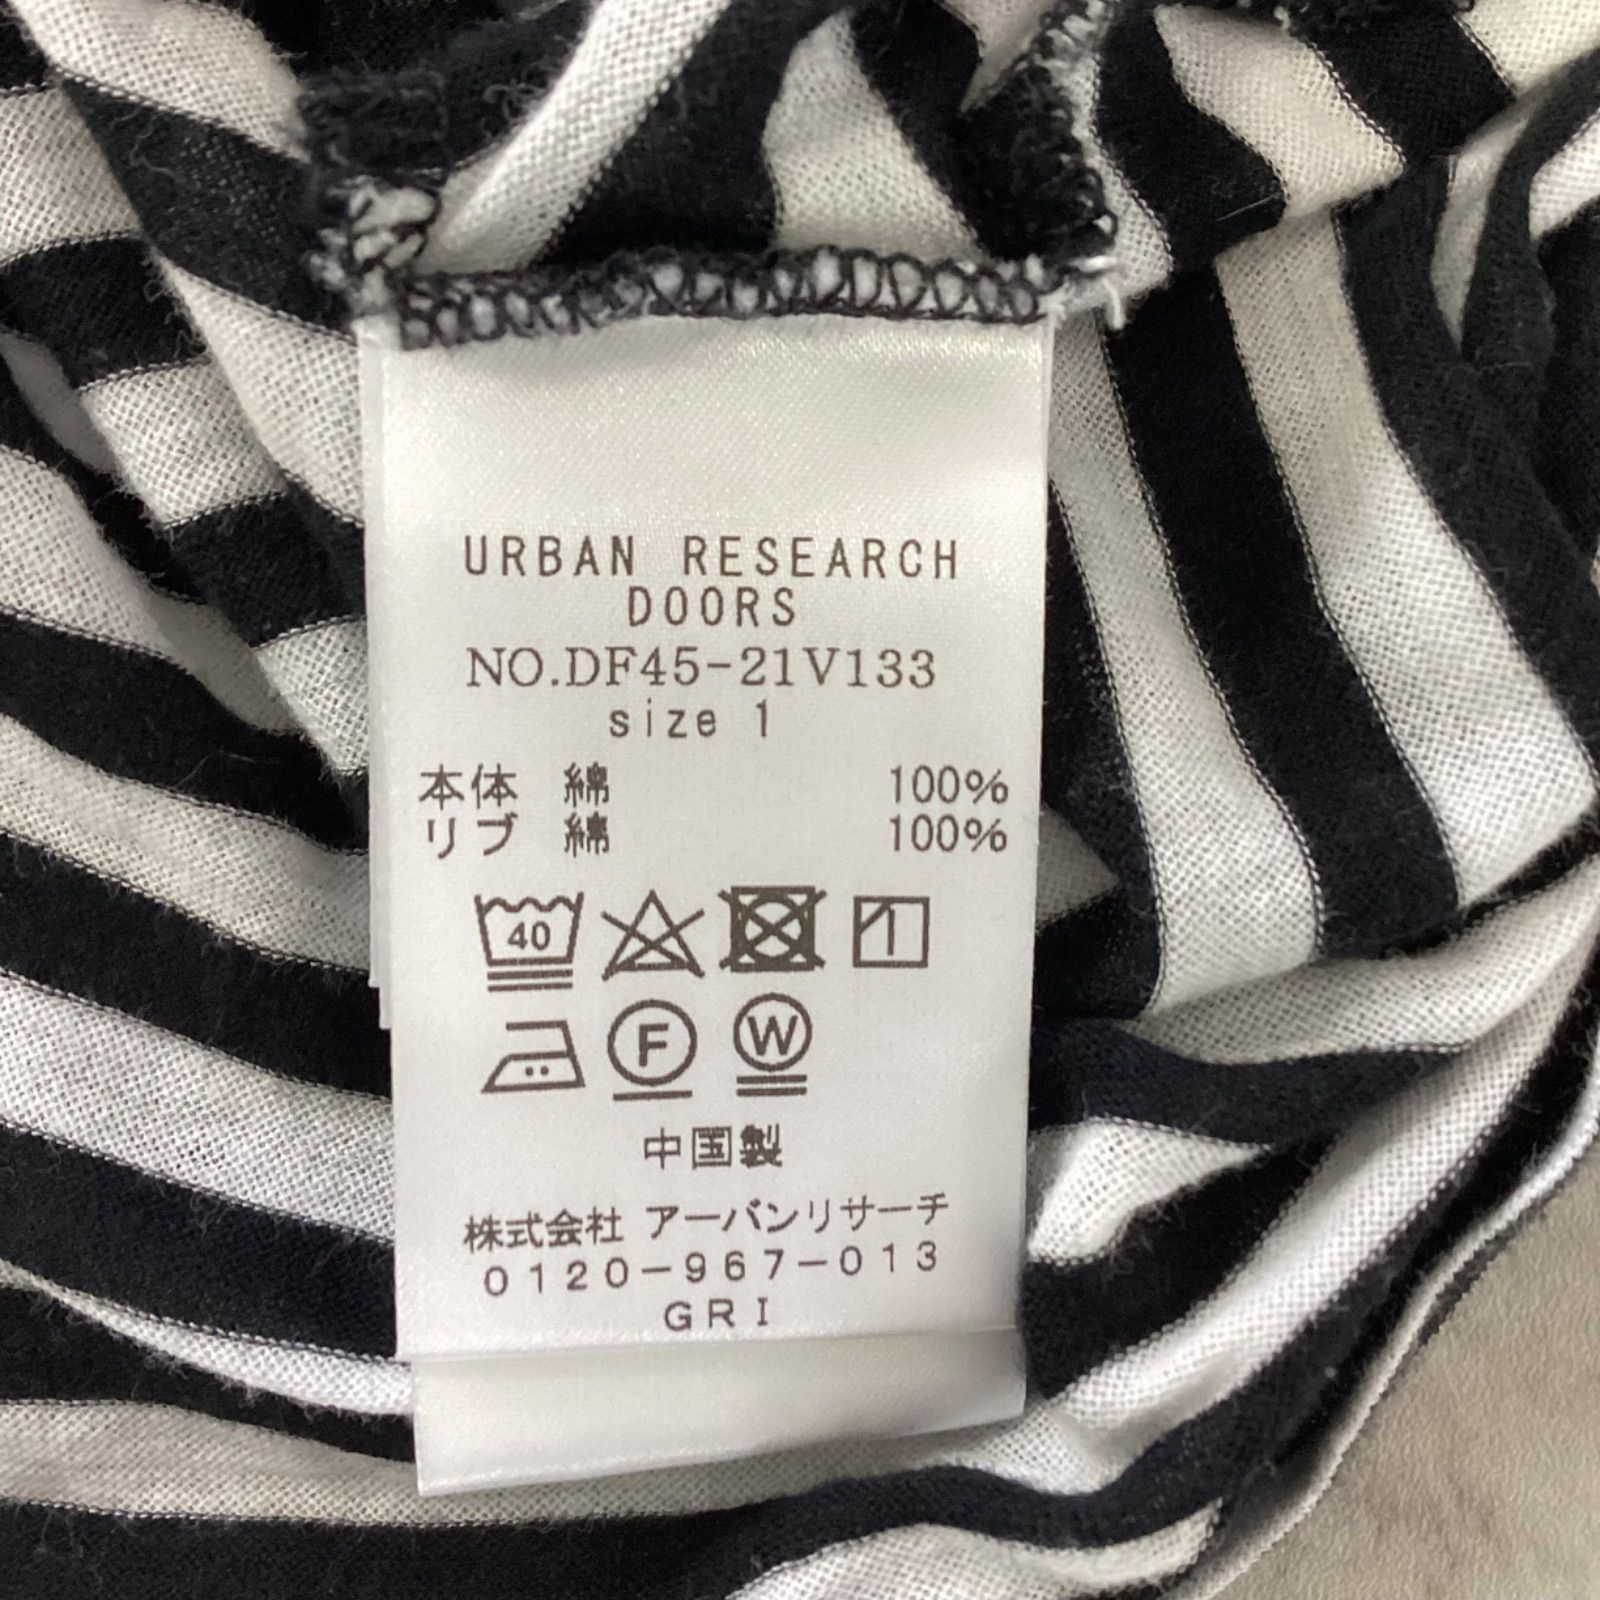 URBAN RESEARCH
DOORS
NO.DF45-21V133
size 1
本体 綿 100%
リブ 綿 100%
40
F W
中国製
株式会社 アーバンリサーチ
0120-967-013
GRI